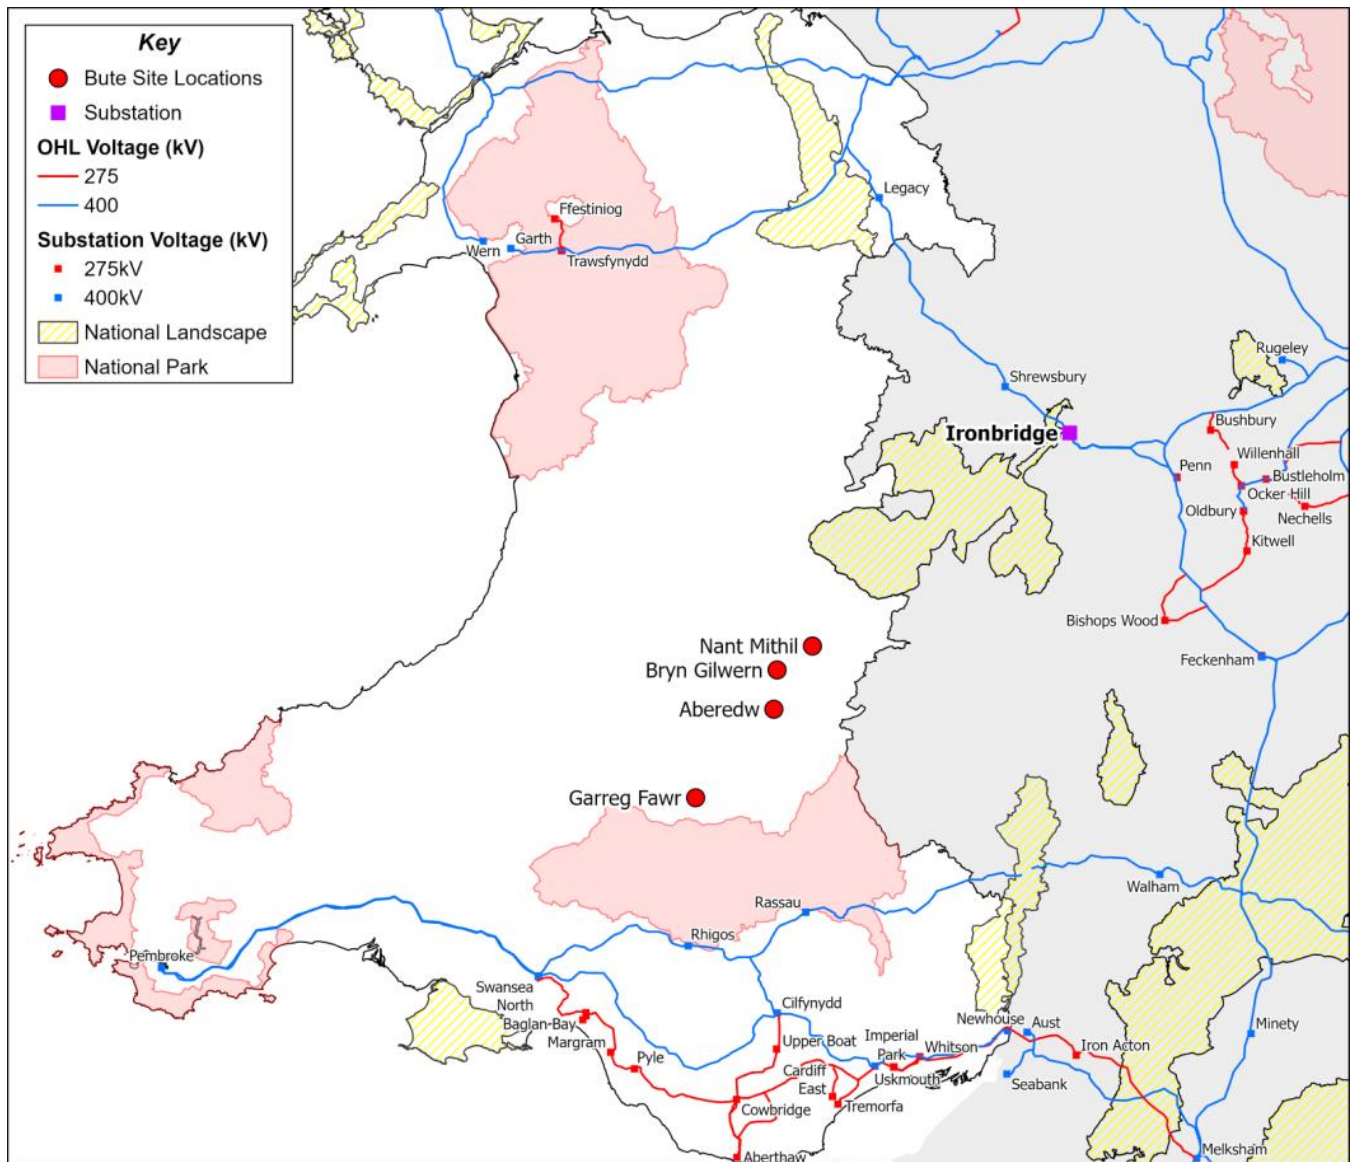 Key
Bute Site Locations
Substation
OHL Voltage (kV)
275
400
Substation Voltage (kV)
275kV
400kV
National Landscape
National Park
Legacy
Ffestiniog
Garth
Wern
Trawsfynydd
Rugeley
Shrewsbury
Bushbury
Ironbridge
Willenhall
Penn
Bustleholm
Ocker Hill
Oldbury
Nechells
Kitwell
Bishops Wood
Nant Mithil
Bryn Gilwern
Feckenham
Aberedw
Garreg Fawr
Walham
Rassau
Rhigos
Pembroke
Swansea
North
Cilfynydd
Baglan Bay
Newhouse
Aust
Minety
Margram
Upper Boat
Imperial
Park
Whitson
Iron Acton
Pyle
Cardiff
East
Uskmouth
Seabank
Cowbridge
Tremorfa
Aberthaw
Melksham